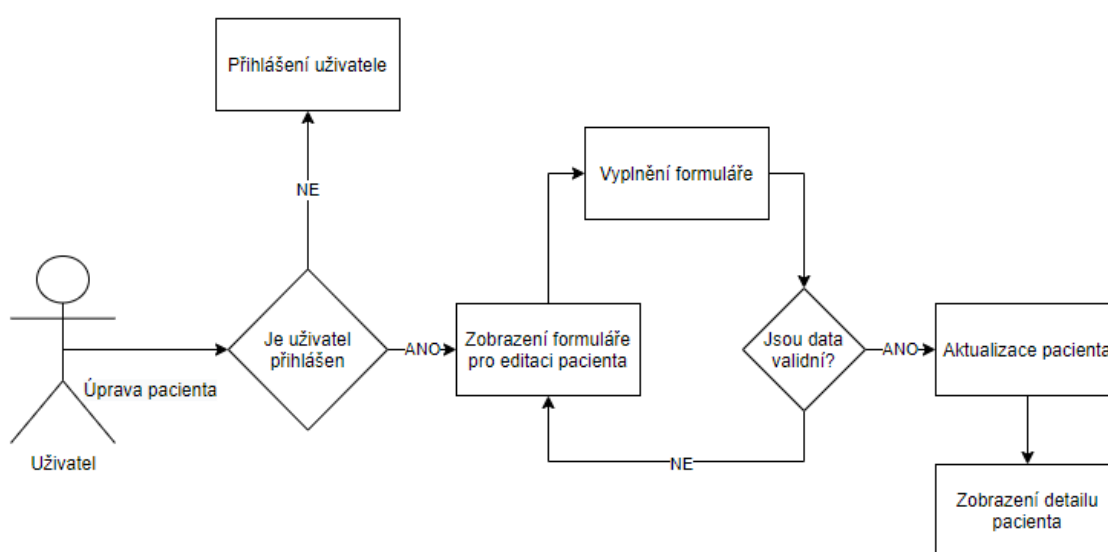 Přihlášení uživatele
NE
Vyplnění formuláře
Je uživatel
přihlášen
ANO
Zobrazení formuláře
pro editaci pacienta
Jsou data
validní?
ANO
Aktualizace pacienta
Úprava pacienta
Uživatel
NE
Zobrazení detailu
pacienta